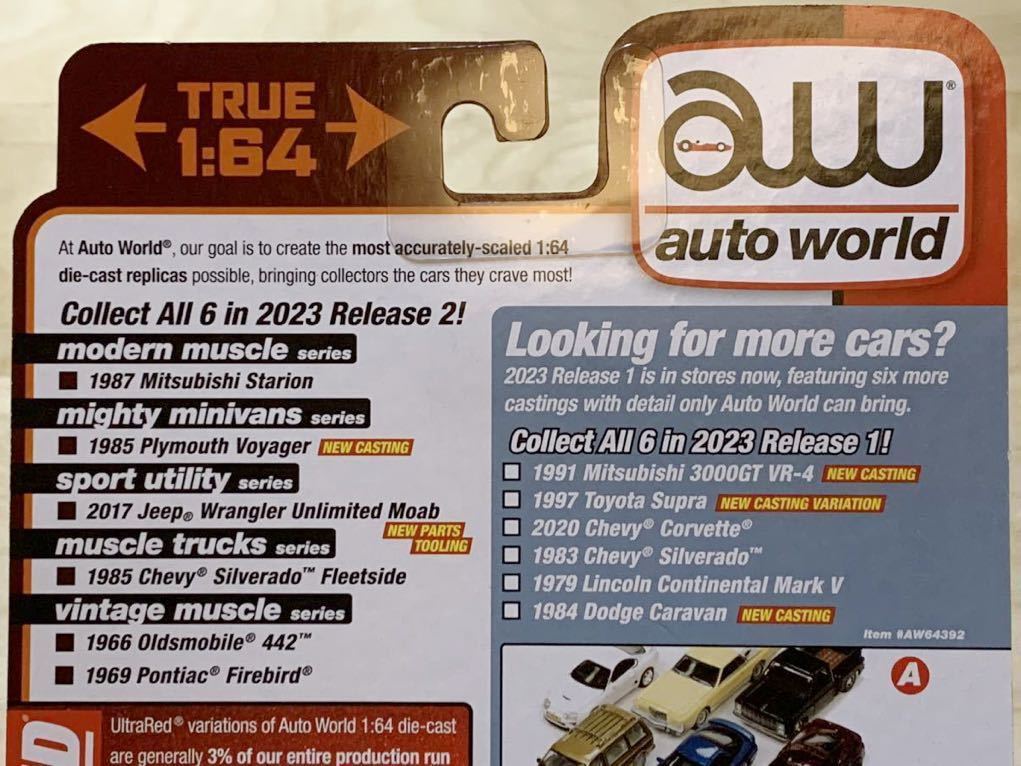 TRUE
1:64
aw®
auto world
At Auto World®, our goal is to create the most accurately-scaled 1:64
die-cast replicas possible, bringing collectors the cars they crave most!
Collect All 6 in 2023 Release 2!
modern muscle series
1987 Mitsubishi Starion
mighty minivans series
1985 Plymouth Voyager NEW CASTING
sport utility series
2017 Jeep® Wrangler Unlimited Moab
NEW PARTS
TOOLING
muscle trucks series
1985 Chevy® Silverado™ Fleetside
vintage muscle series
1966 Oldsmobile® 442™
1969 Pontiac® Firebird®
UltraRed® variations of Auto World 1:64 die-cast
are generally 3% of our entire production run
D
Looking for more cars?
2023 Release 1 is in stores now, featuring six more
castings with detail only Auto World can bring.
Collect All 6 in 2023 Release 1!
1991 Mitsubishi 3000GT VR-4 NEW CASTING
1997 Toyota Supra NEW CASTING VARIATION
2020 Chevy® Corvette®
1983 Chevy® Silverado™
1979 Lincoln Continental Mark V
1984 Dodge Caravan NEW CASTING
Item #AW64392
A